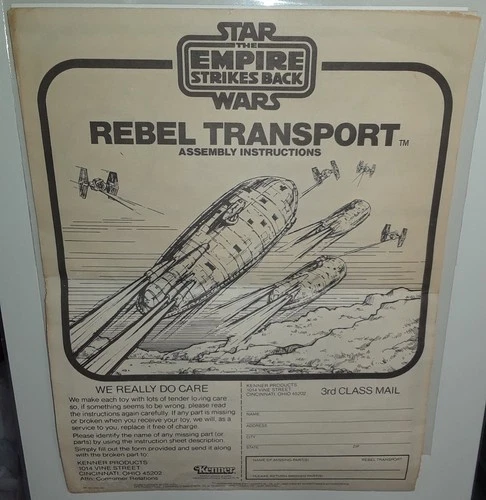 STAR
THE
EMPIRE
STRIKES BACK
WARS
REBEL TRANSPORT TM
ASSEMBLY INSTRUCTIONS
WE REALLY DO CARE
We make each toy with lots of tender loving care
so, if something seems to be wrong, please read
the instructions again carefully. If any part is missing
or broken when you receive your toy, we will, as a
service to you, replace it free of charge.
Please identify the name of any missing part (or
parts) by using the instruction sheet description.
Simply fill out the form provided and send it along
with the broken part to:
KENNER PRODUCTS
1014 VINE STREET
CINCINNATI, OHIO 45202
Attn: Consumer Relations
Kenner
KENNER PRODUCTS
1014 VINE STREET
CINCINNATI, OHIO 45202
3rd CLASS MAIL
NAME
ADDRESS
CITY
STATE
ZIP
REBEL TRANSPORT